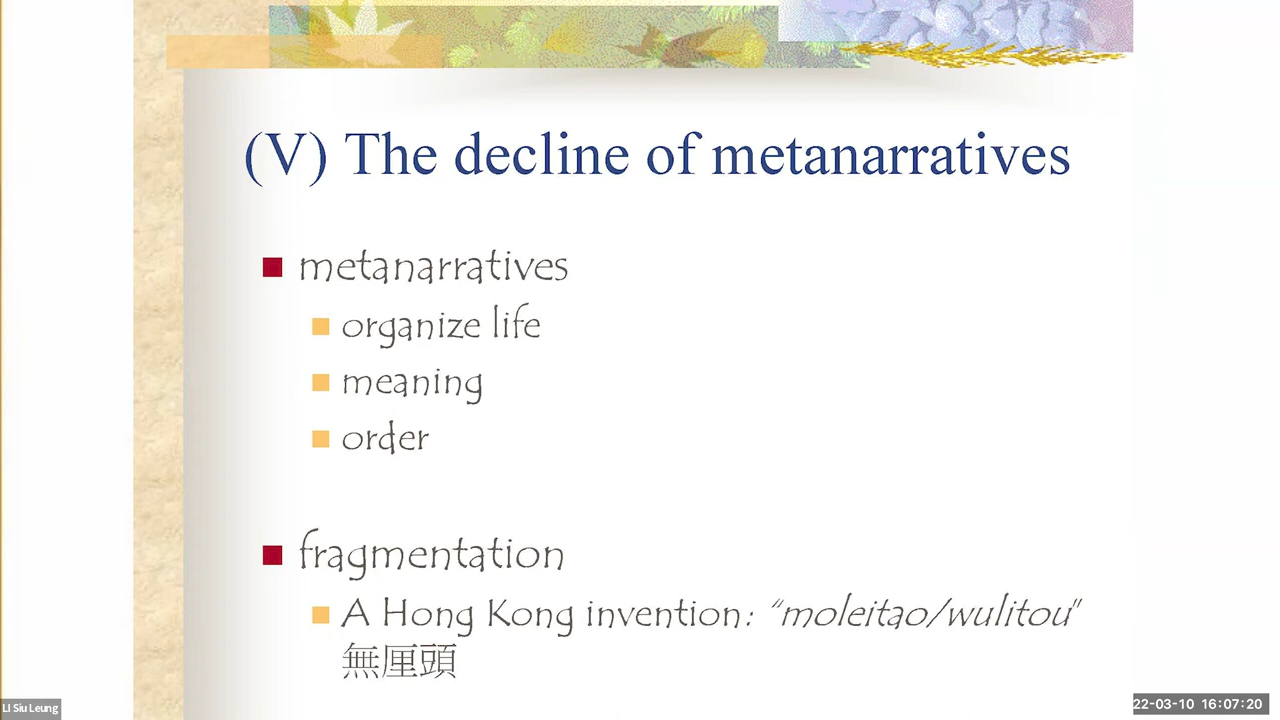 (V) The decline of metanarratives
metanarratives
organize life
meaning
order
fragmentation
A Hong Kong invention: “moleitao/wulitou”
無厘頭
LI Siu Leung
22-03-10 16:07:20